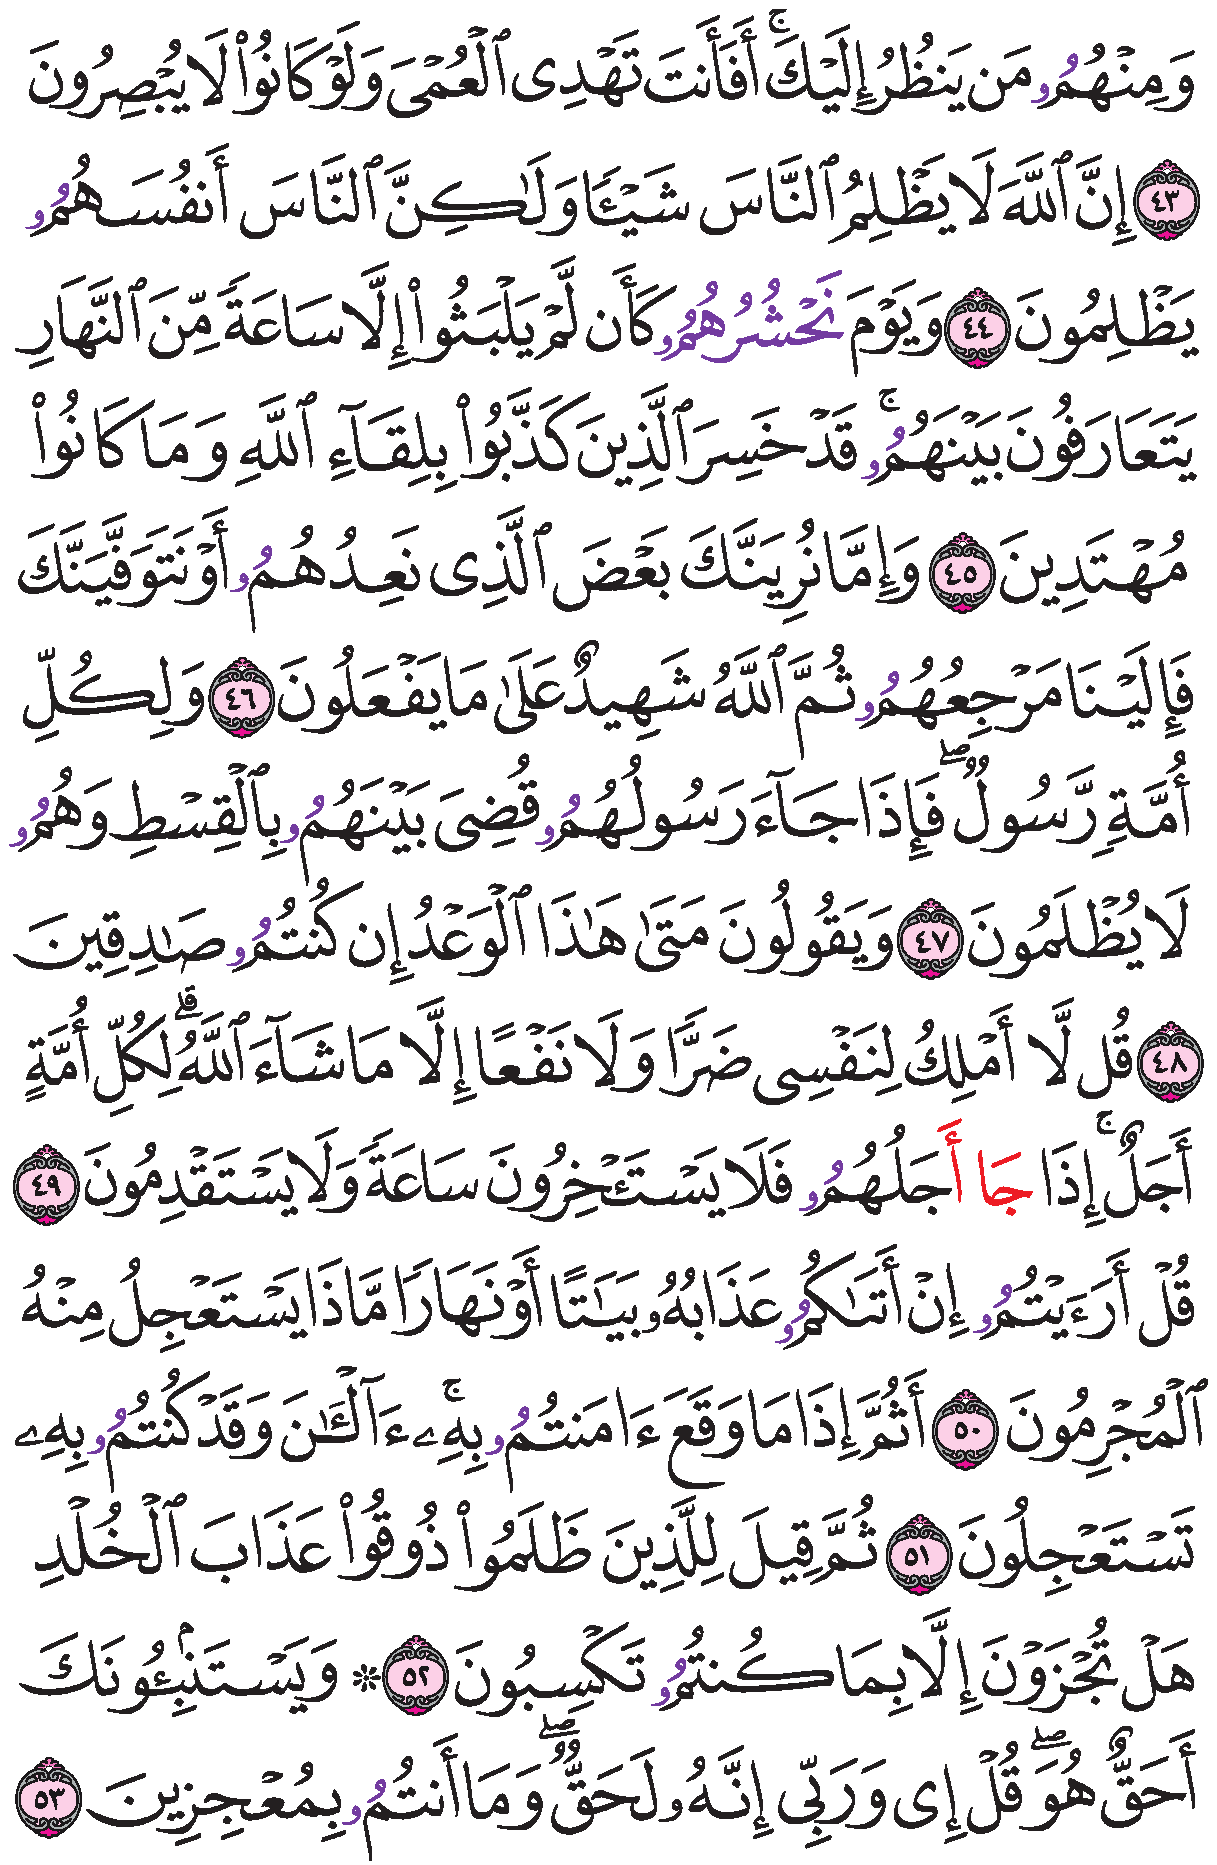 وَمِنْهُمُۥ مَن يَنظُرُ إِلَيْكَۚ أَفَأَنتَ تَهْدِى ٱلْعُمْىَ وَلَوْ كَانُوا۟ لَا يُبْصِرُونَ
٤٣ إِنَّ ٱللَّهَ لَا يَظْلِمُ ٱلنَّاسَ شَيْـًٔا وَلَـٰكِنَّ ٱلنَّاسَ أَنفُسَهُمُۥ
يَظْلِمُونَ ٤٤ وَيَوْمَ نَحْشُرُهُمُۥ كَأَن لَّمْ يَلْبَثُوٓا۟ إِلَّا سَاعَةً مِّنَ ٱلنَّهَارِ
يَتَعَارَفُونَ بَيْنَهُمُۥۚ قَدْ خَسِرَ ٱلَّذِينَ كَذَّبُوا۟ بِلِقَآءِ ٱللَّهِ وَمَا كَانُوا۟
مُهْتَدِينَ ٤٥ وَإِمَّا نُرِيَنَّكَ بَعْضَ ٱلَّذِى نَعِدُهُمُۥ أَوْ نَتَوَفَّيَنَّكَ
فَإِلَيْنَا مَرْجِعُهُمُۥ ثُمَّ ٱللَّهُ شَهِيدٌ عَلَىٰ مَا يَفْعَلُونَ ٤٦ وَلِكُلِّ
أُمَّةٍ رَّسُولٌۖ فَإِذَا جَآءَ رَسُولُهُمُۥ قُضِىَ بَيْنَهُمُۥ بِٱلْقِسْطِ وَهُمُۥ
لَا يُظْلَمُونَ ٤٧ وَيَقُولُونَ مَتَىٰ هَـٰذَا ٱلْوَعْدُ إِن كُنتُمُۥ صَـٰدِقِينَ
٤٨ قُل لَّا أَمْلِكُ لِنَفْسِى ضَرًّا وَلَا نَفْعًا إِلَّا مَا شَآءَ ٱللَّهُۗ لِكُلِّ أُمَّةٍ
أَجَلٌۚ إِذَا جَا أَجَلُهُمُۥ فَلَا يَسْتَـْٔخِرُونَ سَاعَةً وَلَا يَسْتَقْدِمُونَ ٤٩
قُلْ أَرَءَيْتُمُۥ إِنْ أَتَىٰكُمُۥ عَذَابُهُۥ بَيَـٰتًا أَوْ نَهَارًا مَّاذَا يَسْتَعْجِلُ مِنْهُ
ٱلْمُجْرِمُونَ ٥٠ أَثُمَّ إِذَا مَا وَقَعَ ءَامَنتُمُۥ بِهِۦۚ ءَآلْـَٔـٰنَ وَقَدْ كُنتُمُۥ بِهِۦ
تَسْتَعْجِلُونَ ٥١ ثُمَّ قِيلَ لِلَّذِينَ ظَلَمُوا۟ ذُوقُوا۟ عَذَابَ ٱلْخُلْدِ
هَلْ تُجْزَوْنَ إِلَّا بِمَا كُنتُمُۥ تَكْسِبُونَ ٥٢ ۞ وَيَسْتَنۢبِـُٔونَكَ
أَحَقٌّ هُوَۖ قُلْ إِى وَرَبِّى إِنَّهُۥ لَحَقٌّۖ وَمَا أَنتُمُۥ بِمُعْجِزِينَ ٥٣